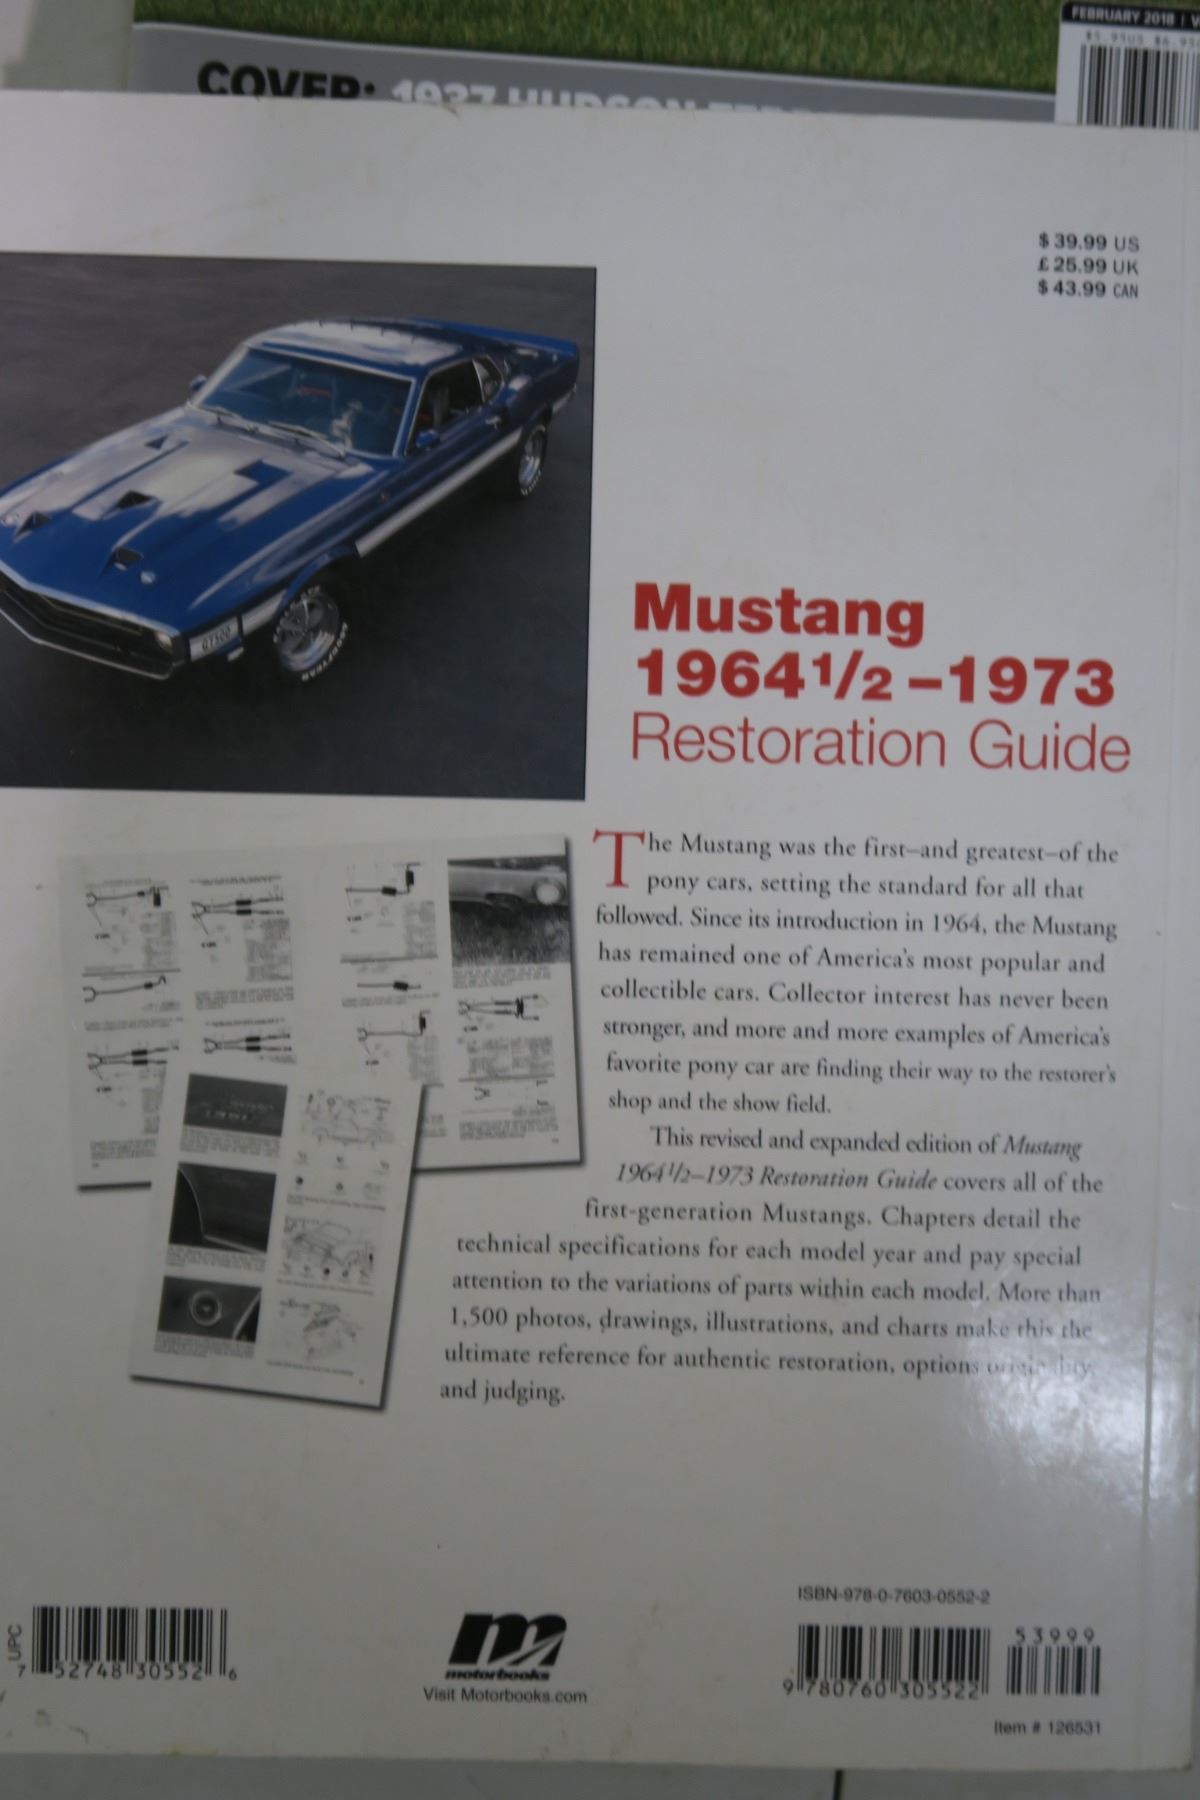 FEBRUARY 2018 |
COVER: 1937 HUDSON
$ 39.99 US
£ 25.99 UK
$ 43.99 CAN
GT500
GOODYEAR
Mustang
1964 1/2 – 1973
Restoration Guide
The Mustang was the first–and greatest–of the
pony cars, setting the standard for all that
followed. Since its introduction in 1964, the Mustang
has remained one of America's most popular and
collectible cars. Collector interest has never been
stronger, and more and more examples of America's
favorite pony car are finding their way to the restorer's
shop and the show field.
This revised and expanded edition of Mustang
1964 1/2–1973 Restoration Guide covers all of the
first-generation Mustangs. Chapters detail the
technical specifications for each model year and pay special
attention to the variations of parts within each model. More than
1,500 photos, drawings, illustrations, and charts make this the
ultimate reference for authentic restoration, options originality,
and judging.
UPC
7 52748 30552 6
motorbooks
Visit Motorbooks.com
ISBN-978-0-7603-0552-2
53999
9 780760 305522
Item # 126531